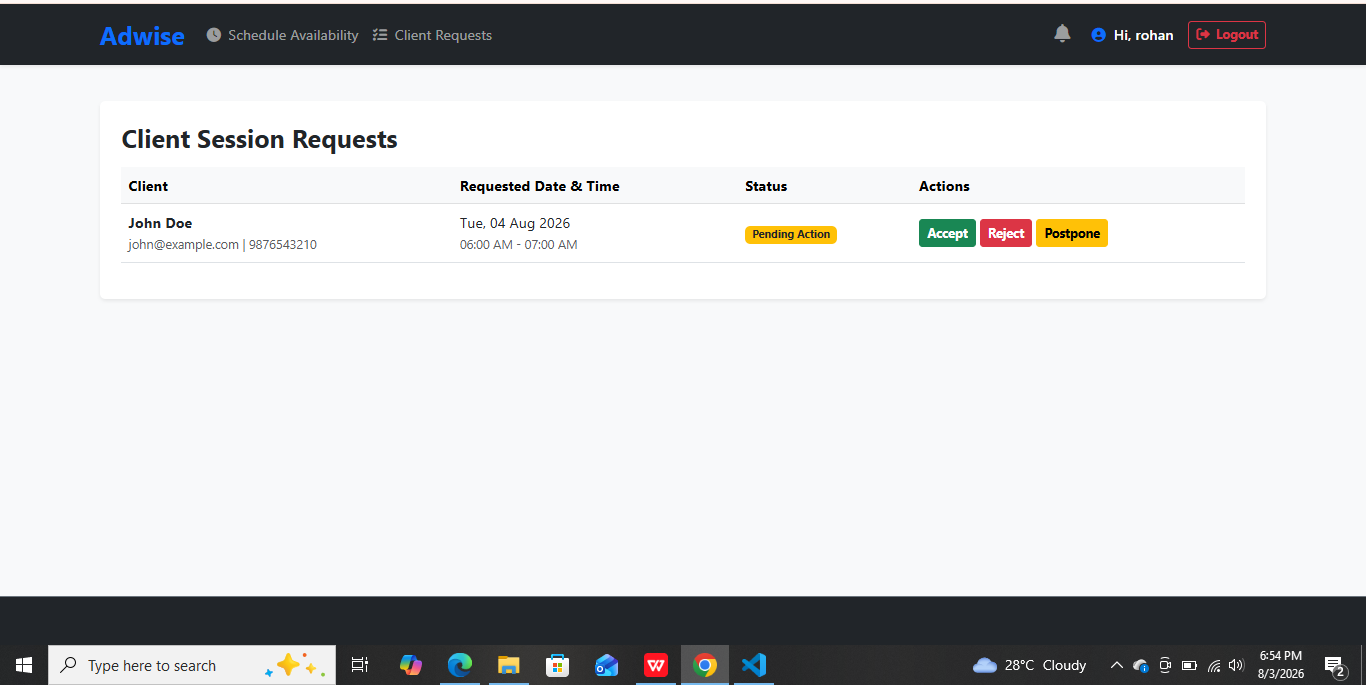 Adwise Schedule Availability Client Requests Hi, rohan Logout
Client Session Requests
Client Requested Date & Time Status Actions
John Doe Tue, 04 Aug 2026
Pending Action Accept Reject Postpone
john@example.com | 9876543210 06:00 AM - 07:00 AM
Type here to search 28°C Cloudy 6:54 PM
8/3/2026 2